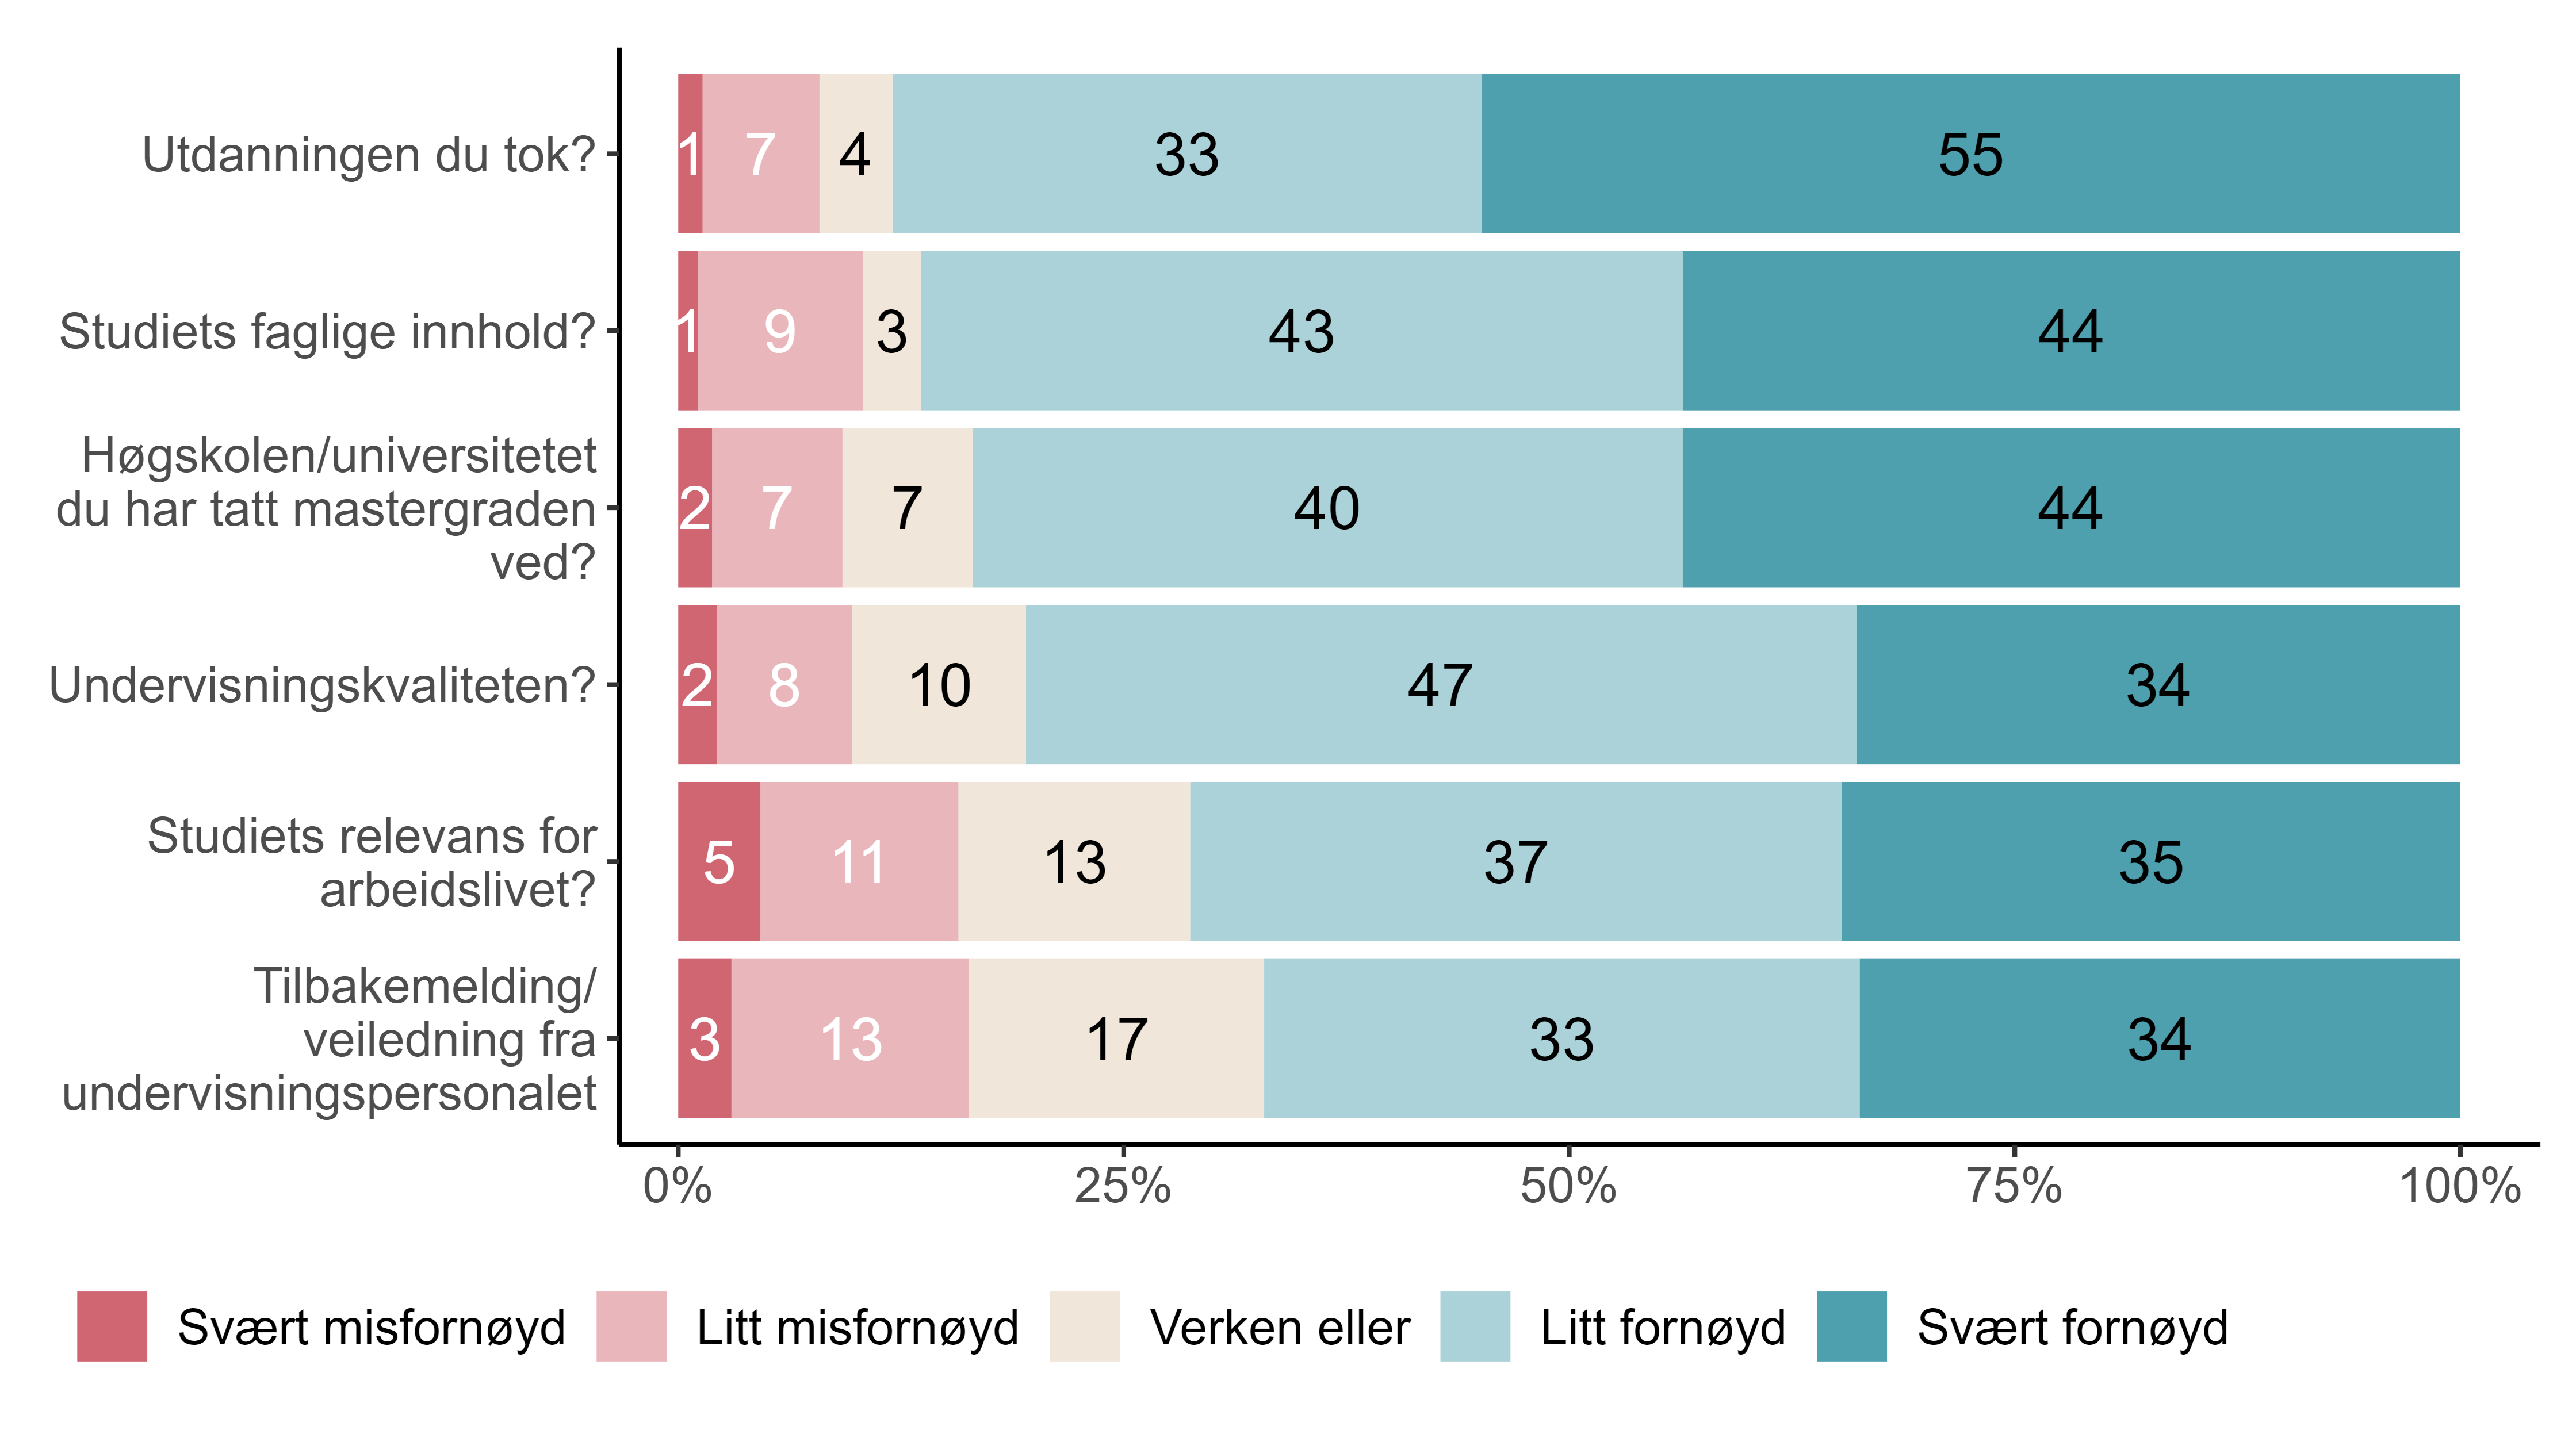 Utdanningen du tok?
1 7 4 33 55
Studiets faglige innhold?
1 9 3 43 44
Høgskolen/universitetet
du har tatt mastergraden
ved?
2 7 7 40 44
Undervisningskvaliteten?
2 8 10 47 34
Studiets relevans for
arbeidslivet?
5 11 13 37 35
Tilbakemelding/
veiledning fra
undervisningspersonalet
3 13 17 33 34
0% 25% 50% 75% 100%
Svært misfornøyd Litt misfornøyd Verken eller Litt fornøyd Svært fornøyd